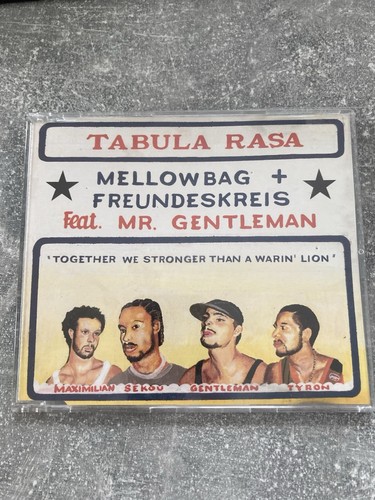 TABULA RASA
MELLOWBAG +
FREUNDESKREIS
Feat. MR. GENTLEMAN
'TOGETHER WE STRONGER THAN A WARIN' LION'
MAXIMILIAN SEKOU GENTLEMAN TYRON